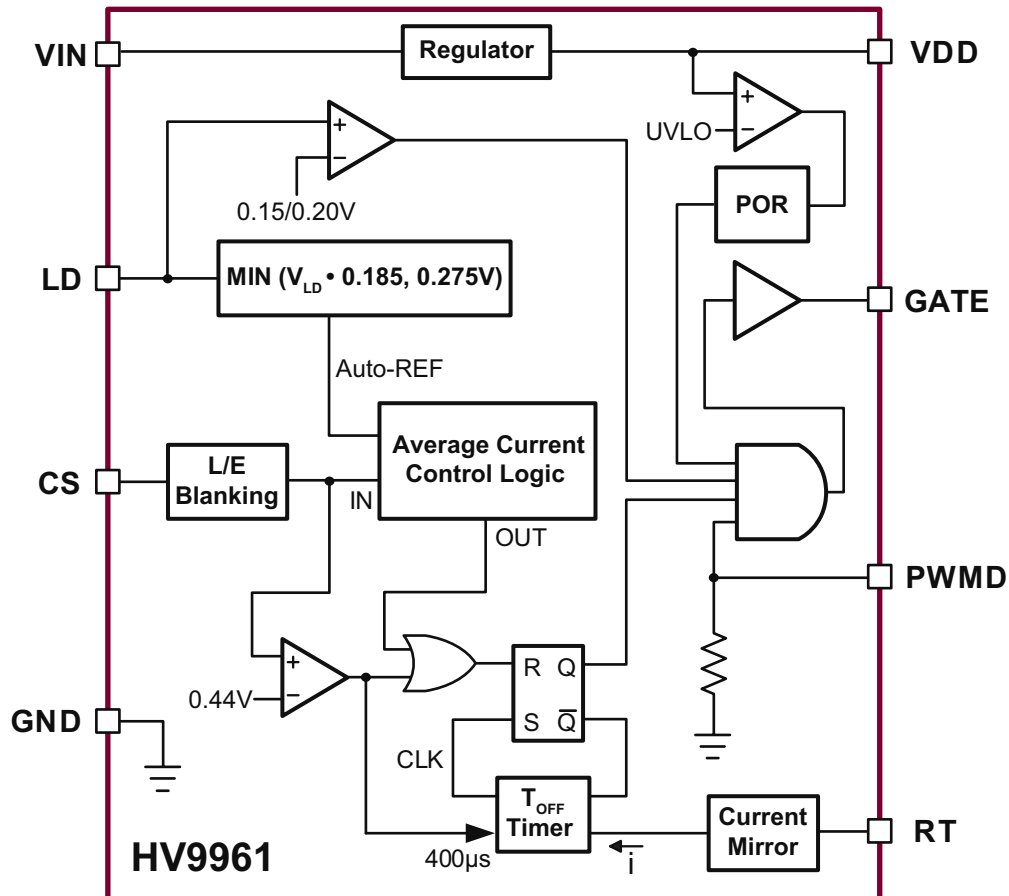 VIN
Regulator
VDD
+
−
UVLO
+
−
0.15/0.20V
POR
LD
MIN (VLD • 0.185, 0.275V)
GATE
Auto-REF
Average Current
Control Logic
L/E
Blanking
CS
IN
OUT
PWMD
+
−
0.44V
R Q
S Q̅
GND
CLK
TOFF
Timer
Current
Mirror
RT
400µs
i
HV9961